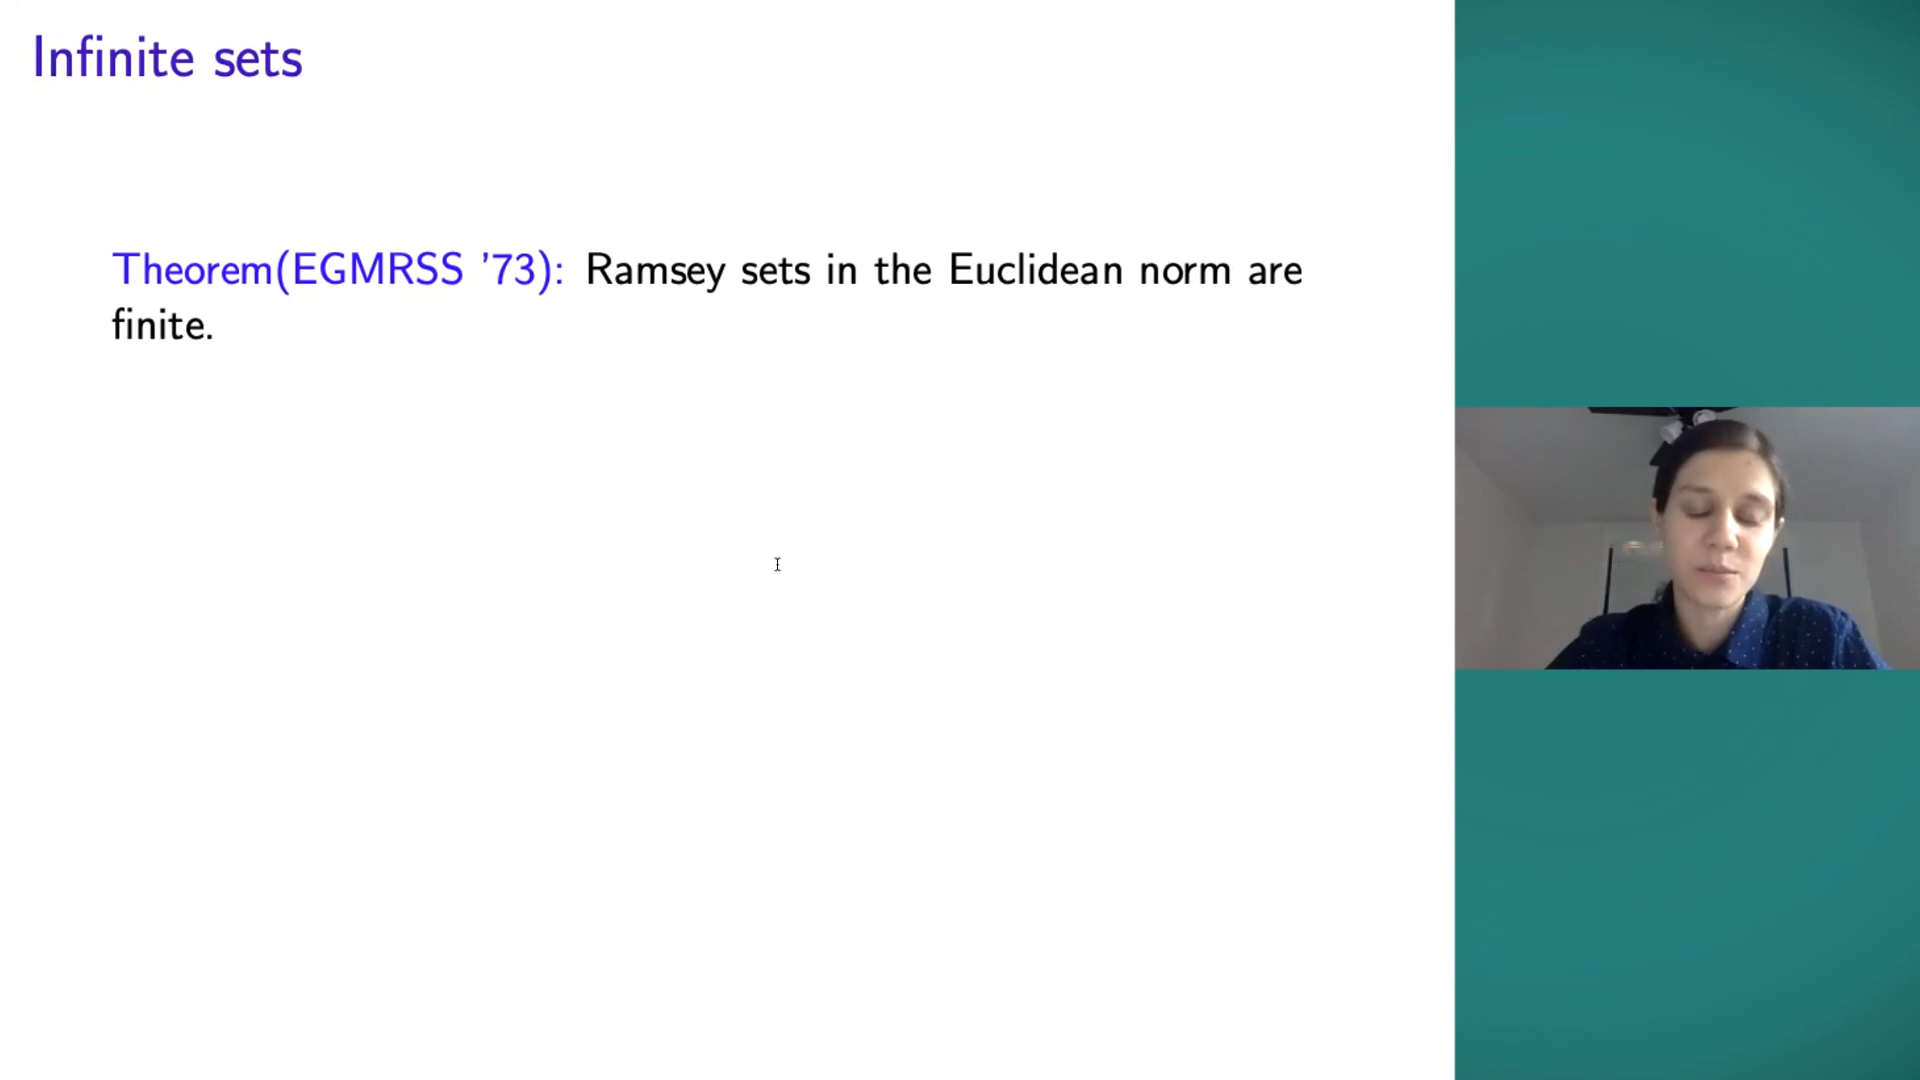 Infinite sets
Theorem(EGMRSS ’73): Ramsey sets in the Euclidean norm are
finite.